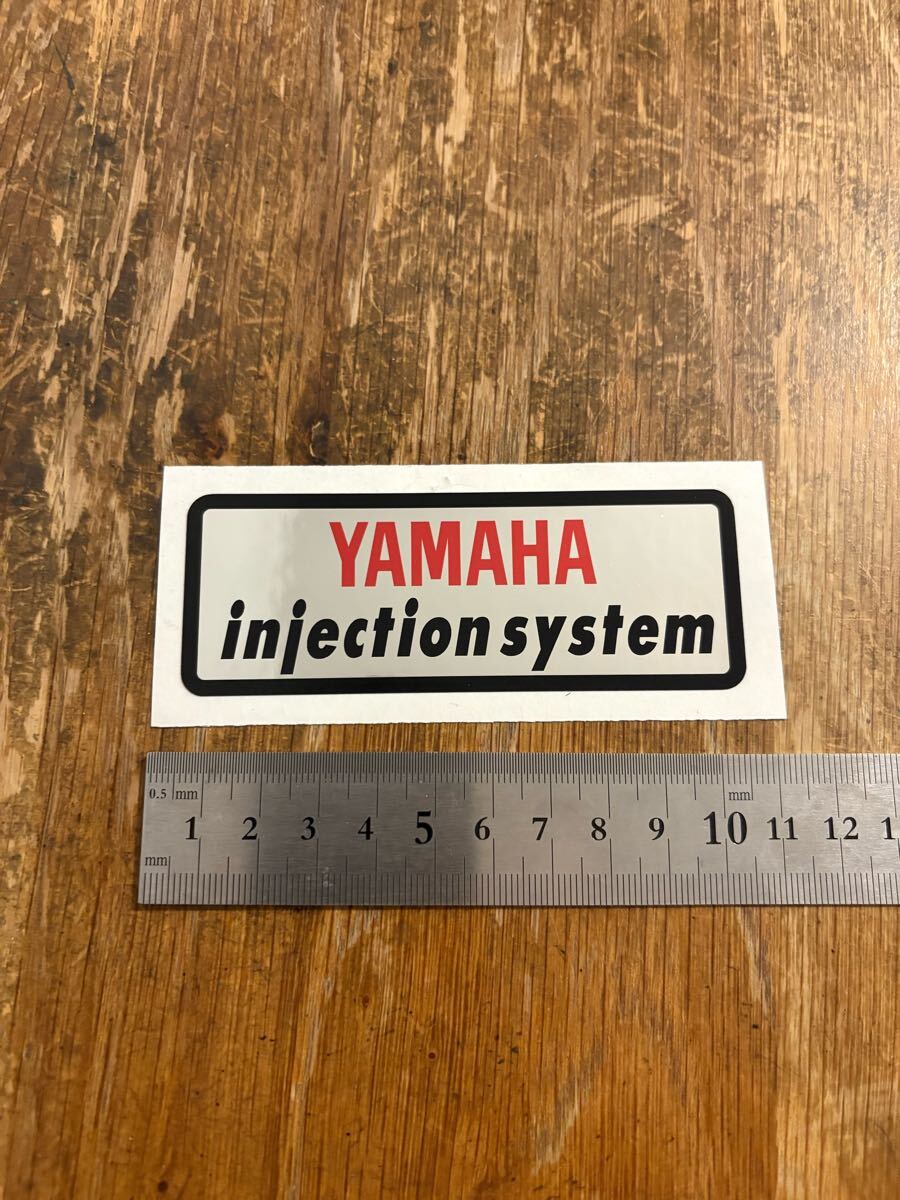 YAMAHA
injection system
0.5 mm mm
1 2 3 4 5 6 7 8 9 10 11 12 1
mm